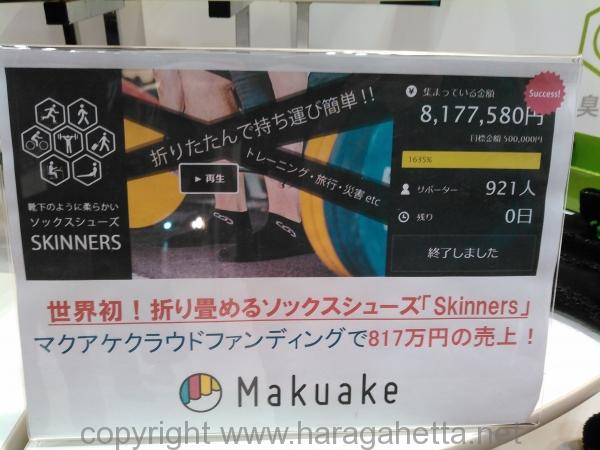 靴下のように柔らかい
ソックスシューズ
SKINNERS
折りたたんで持ち運び簡単!!
トレーニング・旅行・災害 etc
▶ 再生
集まっている金額
Success!
8,177,580円
目標金額 500,000円
1635%
サポーター 921人
残り 0日
終了しました
臭
世界初！折り畳めるソックスシューズ「Skinners」
マクアケクラウドファンディングで817万円の売上！
Makuake
copyright www.haragahetta.net